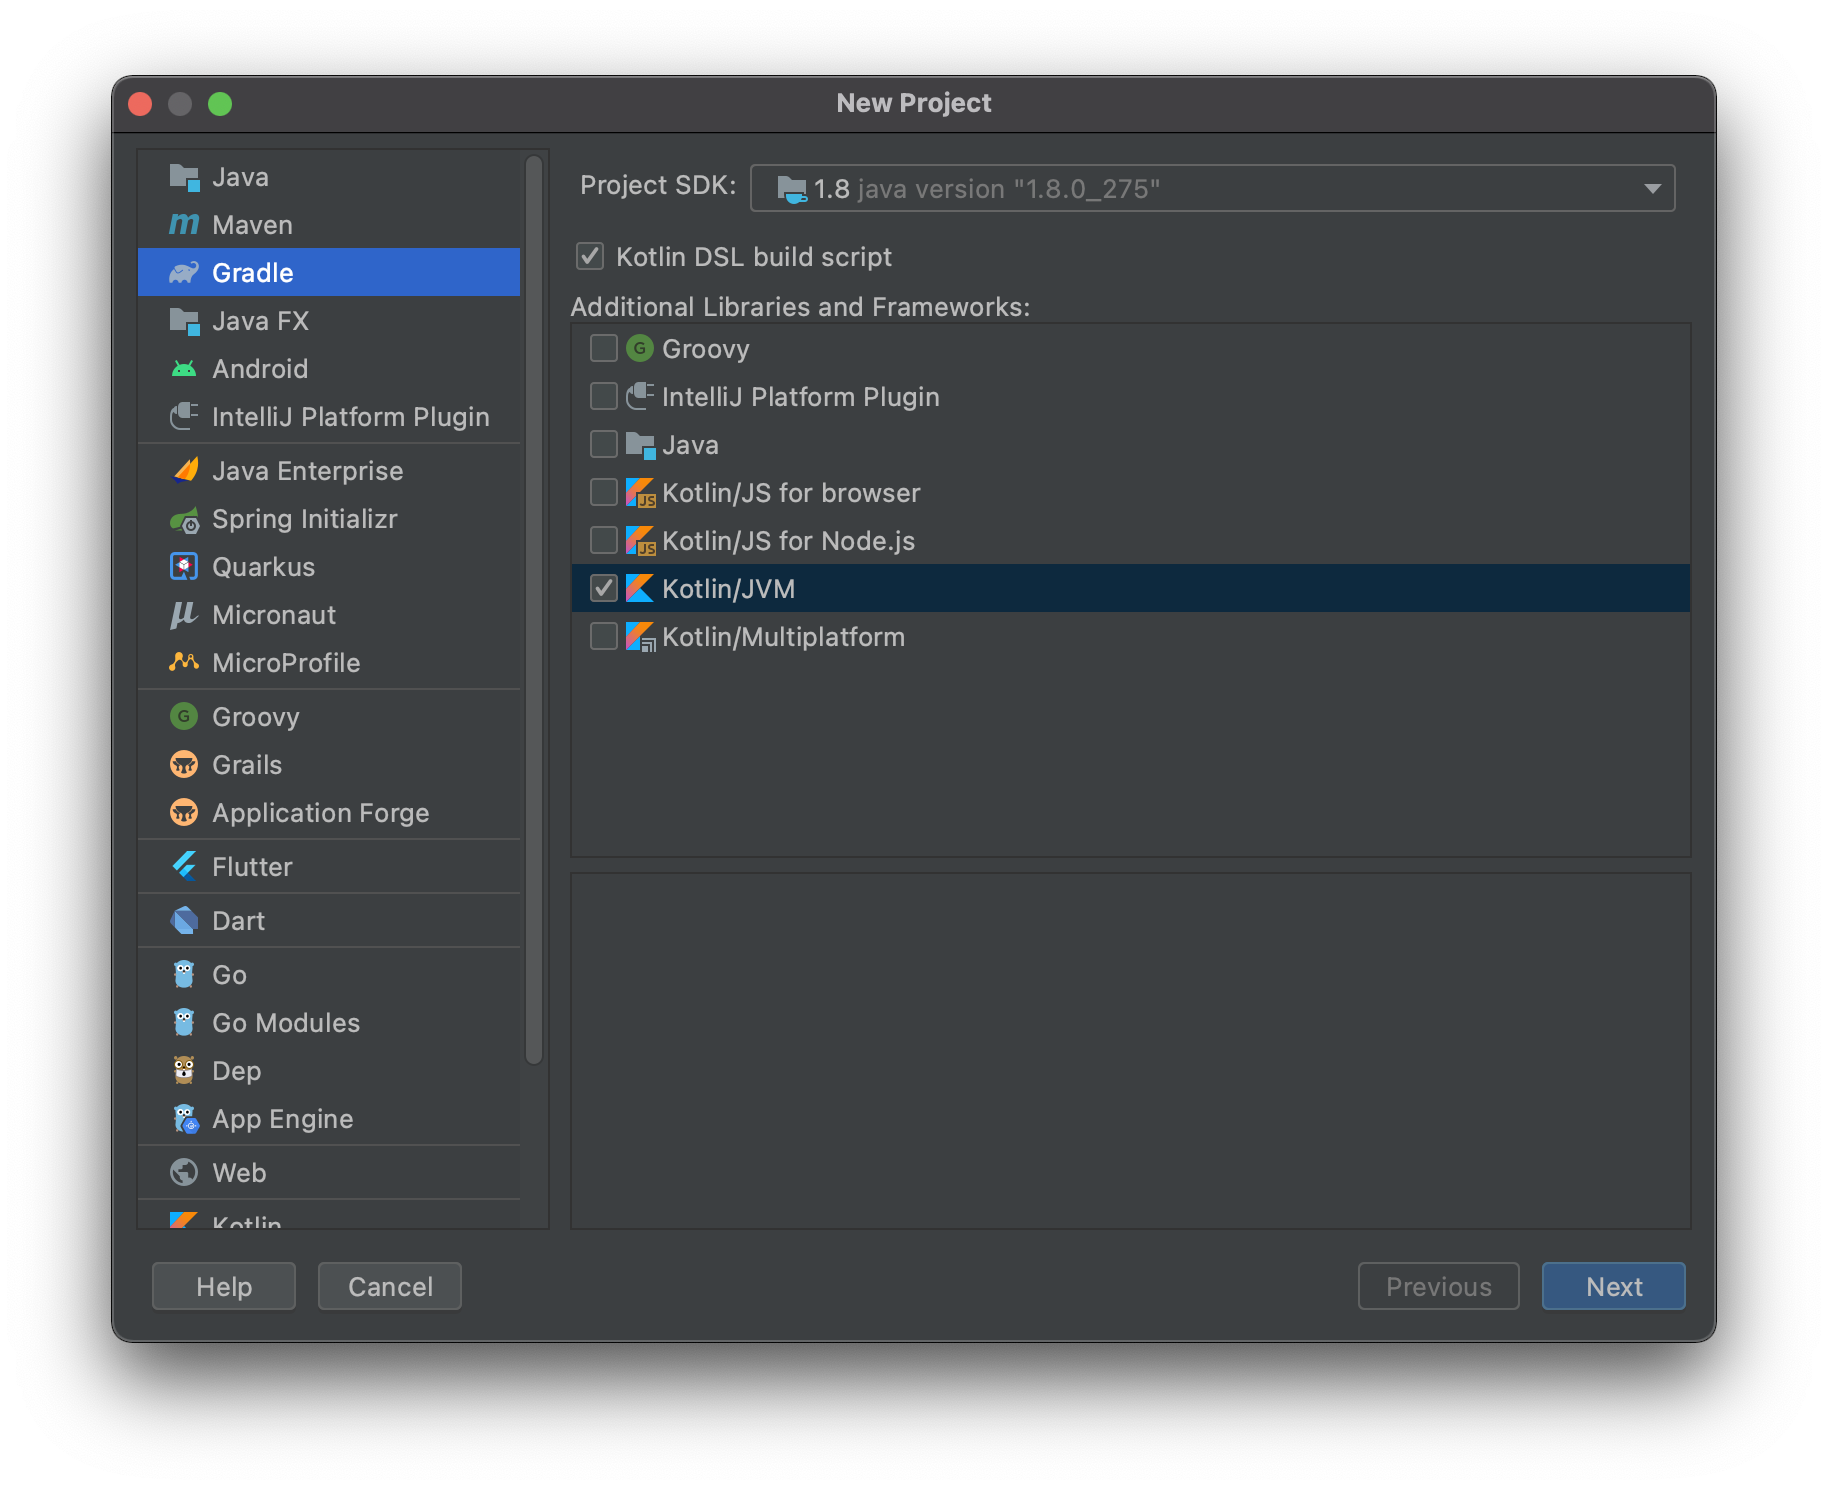 New Project
Java
Maven
Gradle
Java FX
Android
IntelliJ Platform Plugin
Java Enterprise
Spring Initializr
Quarkus
Micronaut
MicroProfile
Groovy
Grails
Application Forge
Flutter
Dart
Go
Go Modules
Dep
App Engine
Web
Kotlin
Project SDK: 1.8 java version "1.8.0_275"
Kotlin DSL build script
Additional Libraries and Frameworks:
Groovy
IntelliJ Platform Plugin
Java
Kotlin/JS for browser
Kotlin/JS for Node.js
Kotlin/JVM
Kotlin/Multiplatform
Help
Cancel
Previous
Next